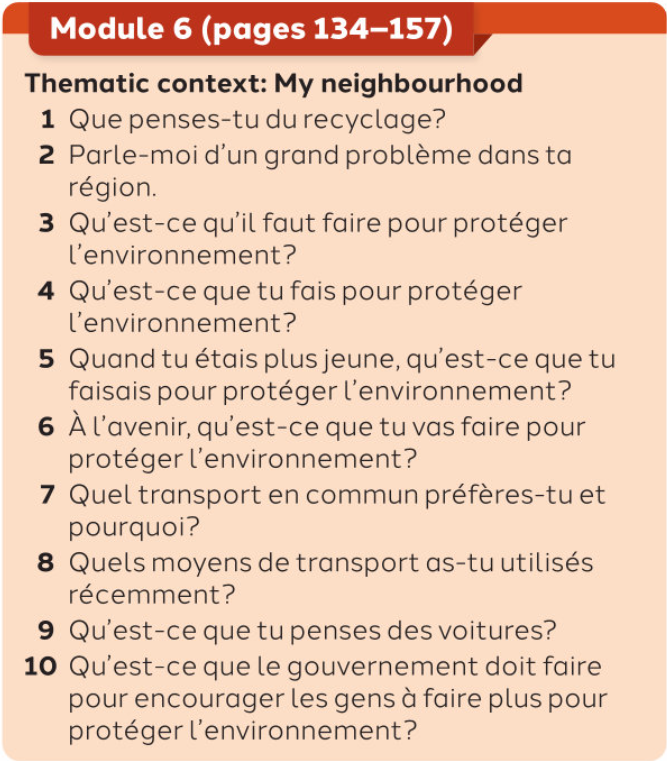 Module 6 (pages 134–157)
Thematic context: My neighbourhood
1 Que penses-tu du recyclage?
2 Parle-moi d’un grand problème dans ta
région.
3 Qu’est-ce qu’il faut faire pour protéger
l’environnement?
4 Qu’est-ce que tu fais pour protéger
l’environnement?
5 Quand tu étais plus jeune, qu’est-ce que tu
faisais pour protéger l’environnement?
6 À l’avenir, qu’est-ce que tu vas faire pour
protéger l’environnement?
7 Quel transport en commun préfères-tu et
pourquoi?
8 Quels moyens de transport as-tu utilisés
récemment?
9 Qu’est-ce que tu penses des voitures?
10 Qu’est-ce que le gouvernement doit faire
pour encourager les gens à faire plus pour
protéger l’environnement?